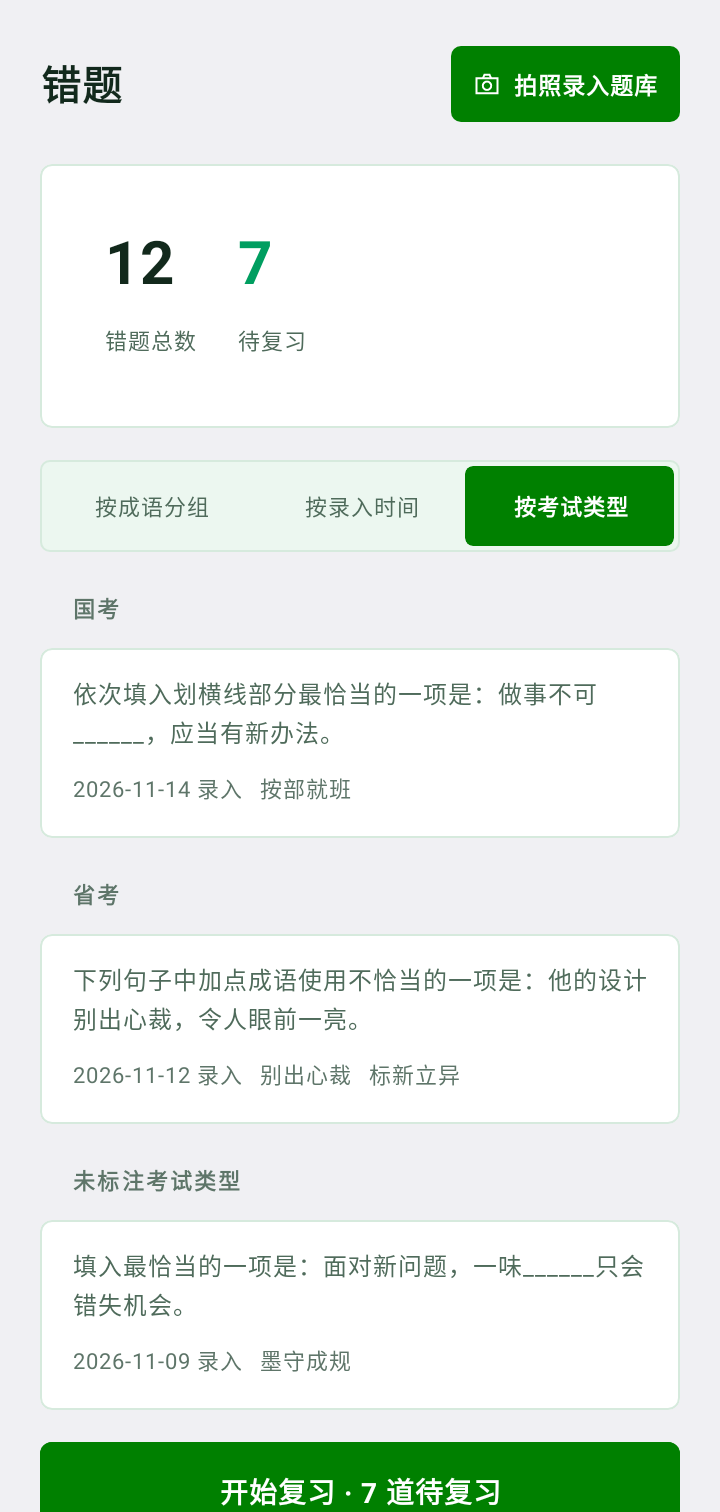 错题
拍照录入题库
12 7
错题总数 待复习
按成语分组 按录入时间 按考试类型
国考
依次填入划横线部分最恰当的一项是：做事不可
______，应当有新办法。
2026-11-14 录入 按部就班
省考
下列句子中加点成语使用不恰当的一项是：他的设计
别出心裁，令人眼前一亮。
2026-11-12 录入 别出心裁 标新立异
未标注考试类型
填入最恰当的一项是：面对新问题，一味______只会
错失机会。
2026-11-09 录入 墨守成规
开始复习 · 7 道待复习